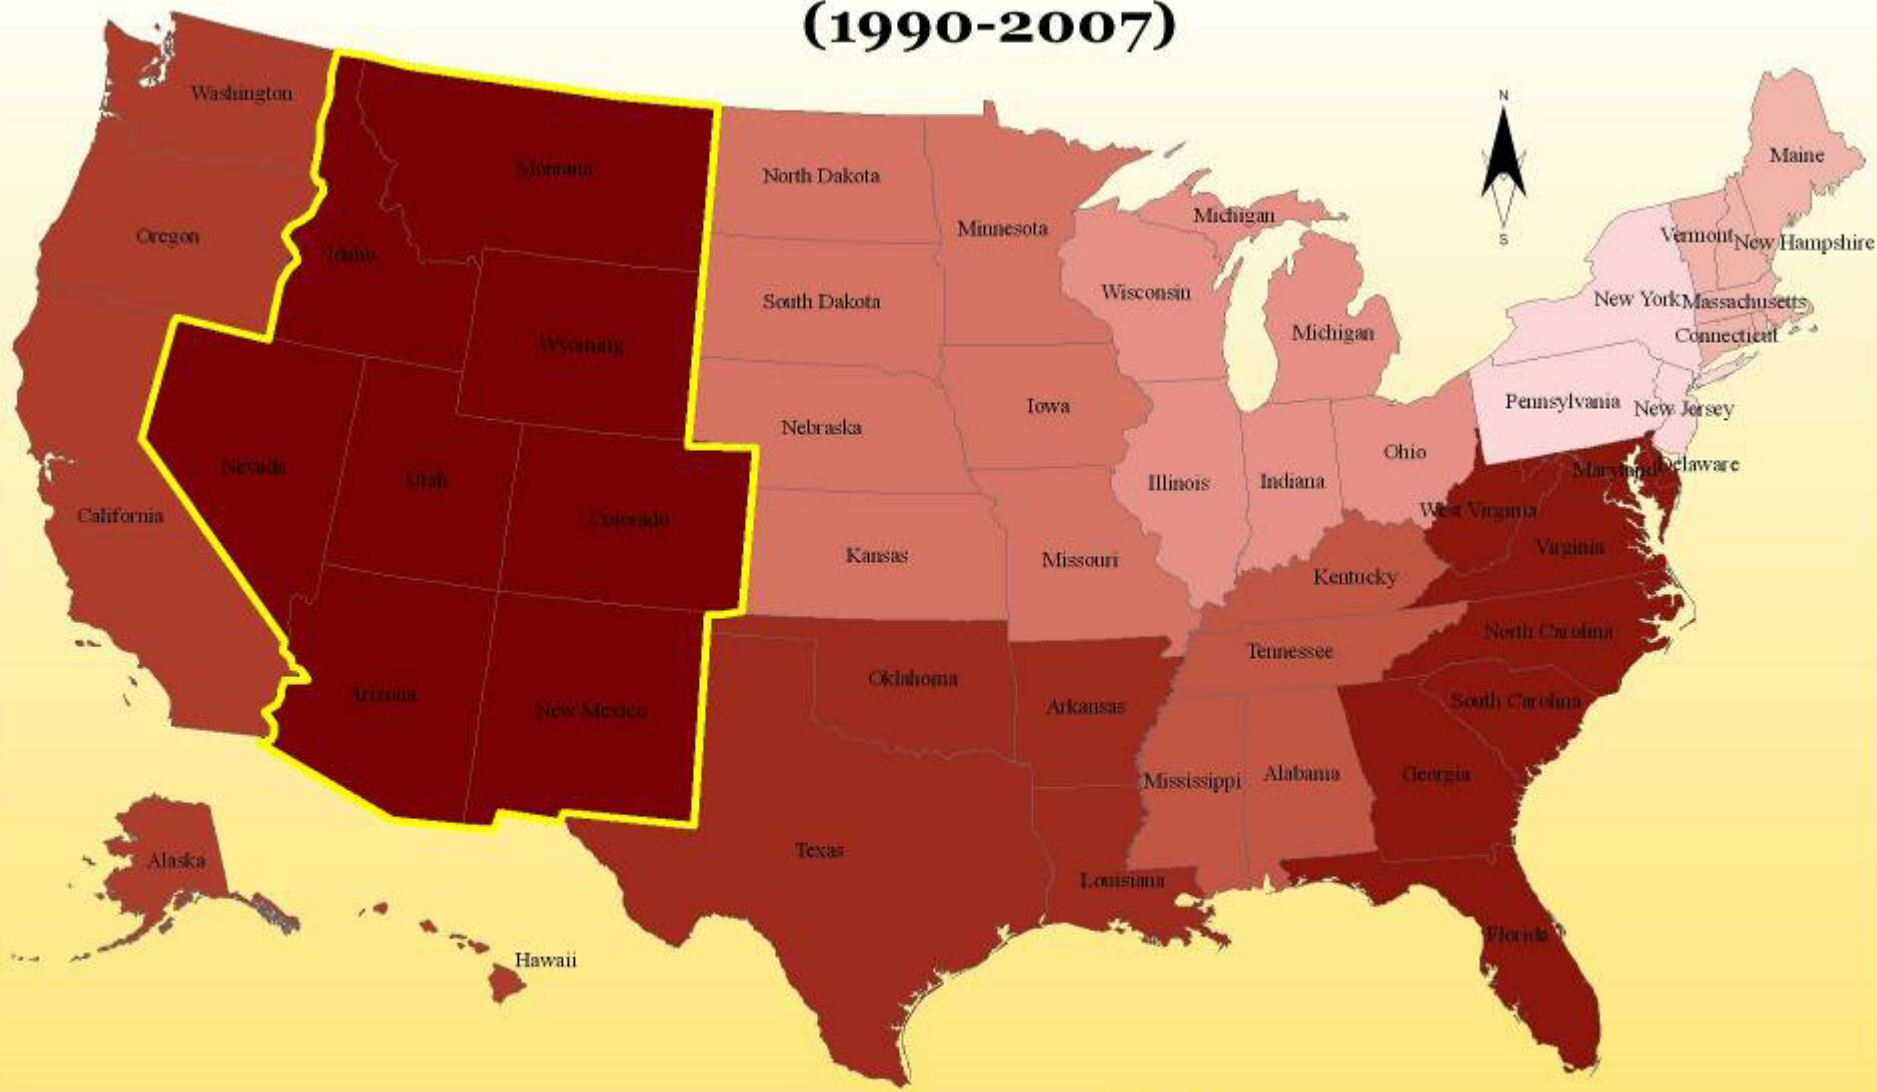 (1990-2007)
N
S
Washington
Montana
North Dakota
Minnesota
Michigan
Maine
Oregon
Idaho
Vermont
New Hampshire
South Dakota
Wisconsin
Michigan
New York
Massachusetts
Connecticut
Wyoming
Nebraska
Iowa
Pennsylvania
New Jersey
Nevada
Utah
Colorado
Illinois
Indiana
Ohio
Maryland
Delaware
California
Kansas
Missouri
Kentucky
West Virginia
Virginia
Arizona
New Mexico
Oklahoma
Arkansas
Tennessee
North Carolina
South Carolina
Mississippi
Alabama
Georgia
Alaska
Texas
Louisiana
Florida
Hawaii